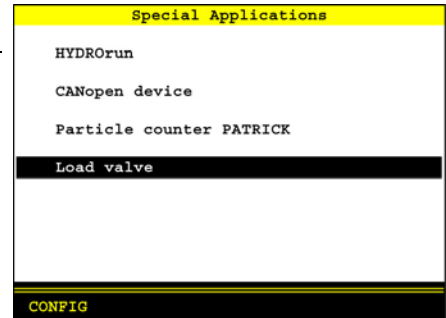 Special Applications
HYDROrun
CANopen device
Particle counter PATRICK
Load valve
CONFIG